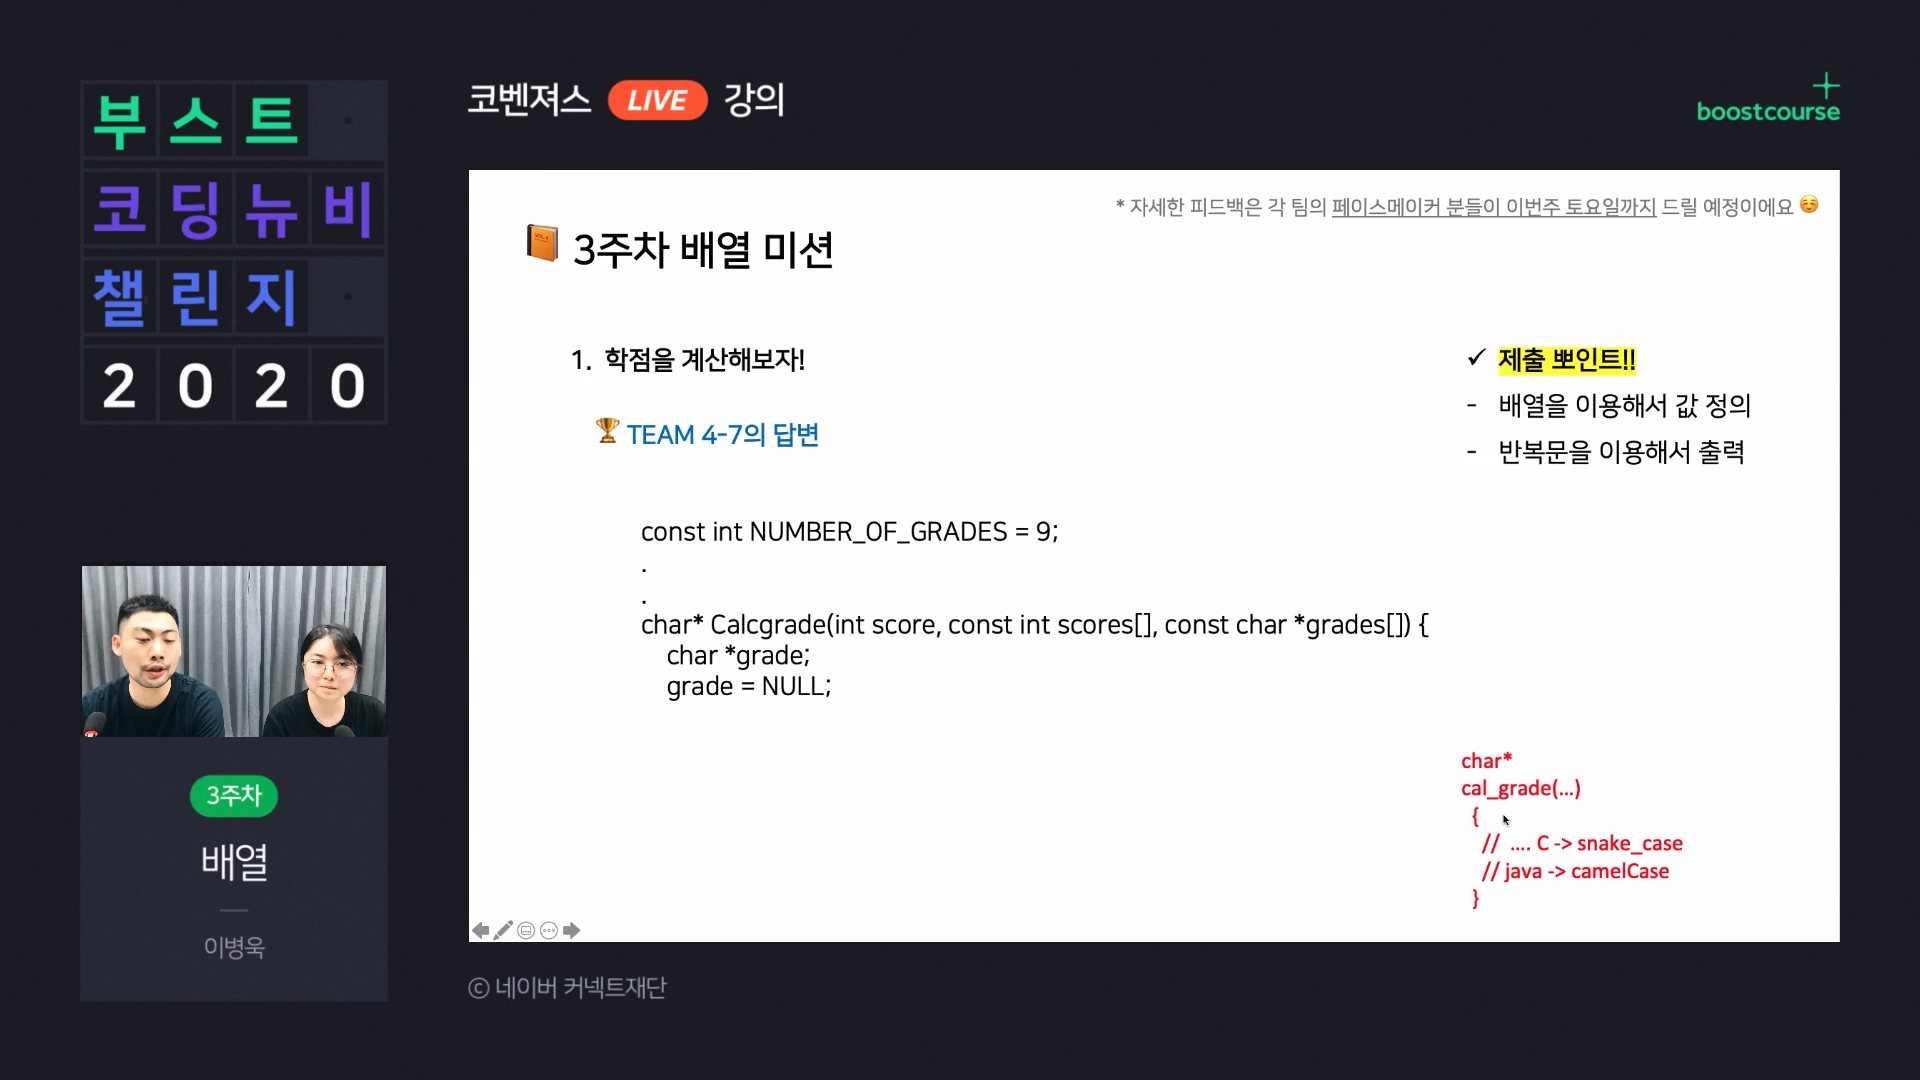 부스트
코딩뉴비
챌린지
2020
코벤져스 LIVE 강의
boostcourse
* 자세한 피드백은 각 팀의 페이스메이커 분들이 이번주 토요일까지 드릴 예정이에요
3주차 배열 미션
1. 학점을 계산해보자!
TEAM 4-7의 답변
✓ 제출 뽀인트!!
- 배열을 이용해서 값 정의
- 반복문을 이용해서 출력
const int NUMBER_OF_GRADES = 9;
.
.
char* Calcgrade(int score, const int scores[], const char *grades[]) {
char *grade;
grade = NULL;
char*
cal_grade(...)
{
// .... C -> snake_case
// java -> camelCase
}
3주차
배열
이병욱
ⓒ 네이버 커넥트재단